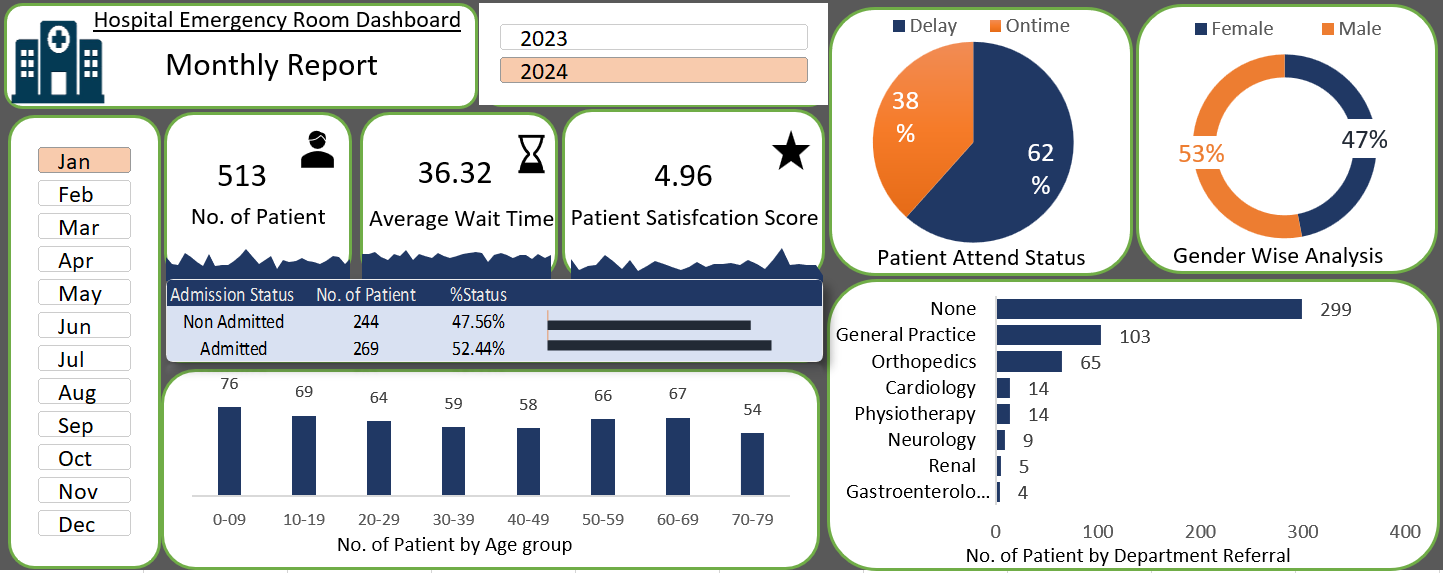 Hospital Emergency Room Dashboard
Monthly Report
2023
2024
Jan
Feb
Mar
Apr
May
Jun
Jul
Aug
Sep
Oct
Nov
Dec
513
No. of Patient
36.32
Average Wait Time
4.96
Patient Satisfcation Score
Admission Status No. of Patient %Status
Non Admitted 244 47.56%
Admitted 269 52.44%
76 69 64 59 58 66 67 54
0-09 10-19 20-29 30-39 40-49 50-59 60-69 70-79
No. of Patient by Age group
Delay Ontime
38
%
62
%
Patient Attend Status
Female Male
53% 47%
Gender Wise Analysis
None 299
General Practice 103
Orthopedics 65
Cardiology 14
Physiotherapy 14
Neurology 9
Renal 5
Gastroenterolo... 4
0 100 200 300 400
No. of Patient by Department Referral